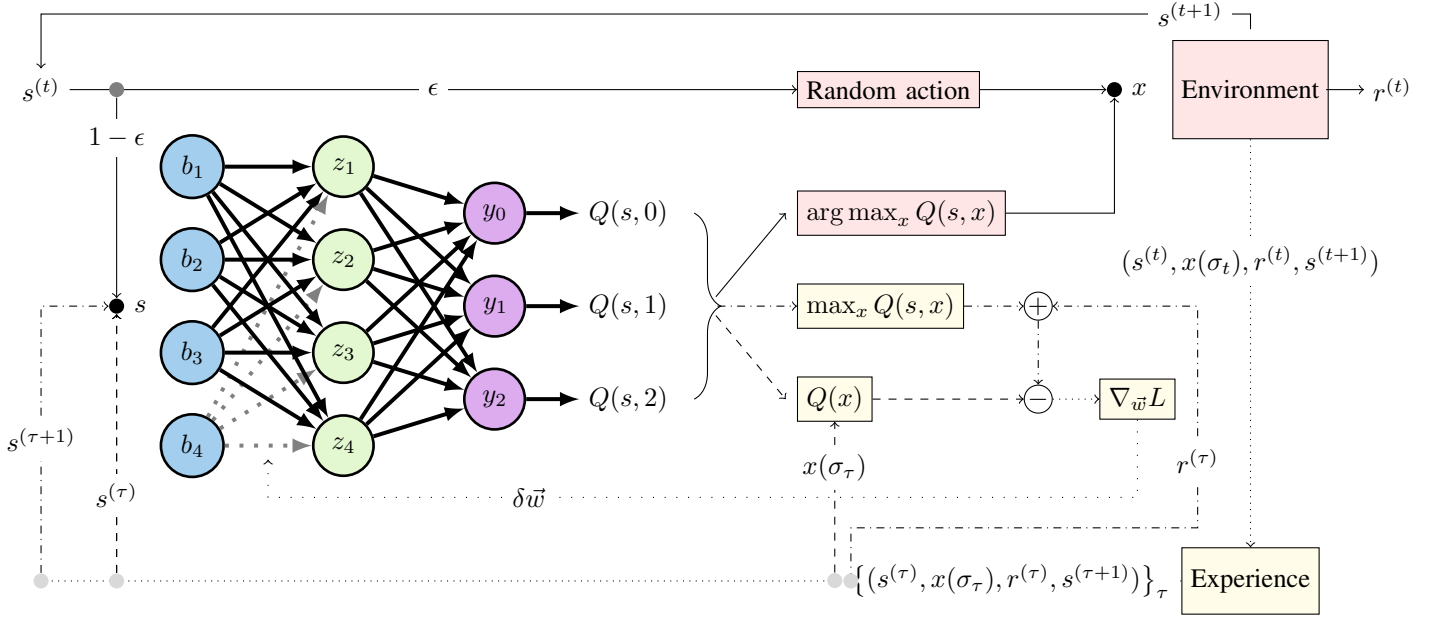 s^{(t+1)}
s^{(t)}
ϵ
Random action
x
Environment
r^{(t)}
1 − ϵ
b_1
z_1
b_2
z_2
b_3
z_3
b_4
z_4
y_0
y_1
y_2
Q(s, 0)
Q(s, 1)
Q(s, 2)
arg max_x Q(s, x)
(s^{(t)}, x(σ_t), r^{(t)}, s^{(t+1)})
s
max_x Q(s, x)
+
Q(x)
−
∇_{\vec{w}} L
s^{(τ+1)}
x(σ_τ)
r^{(τ)}
s^{(τ)}
δ\vec{w}
{(s^{(τ)}, x(σ_τ), r^{(τ)}, s^{(τ+1)})}_τ
Experience